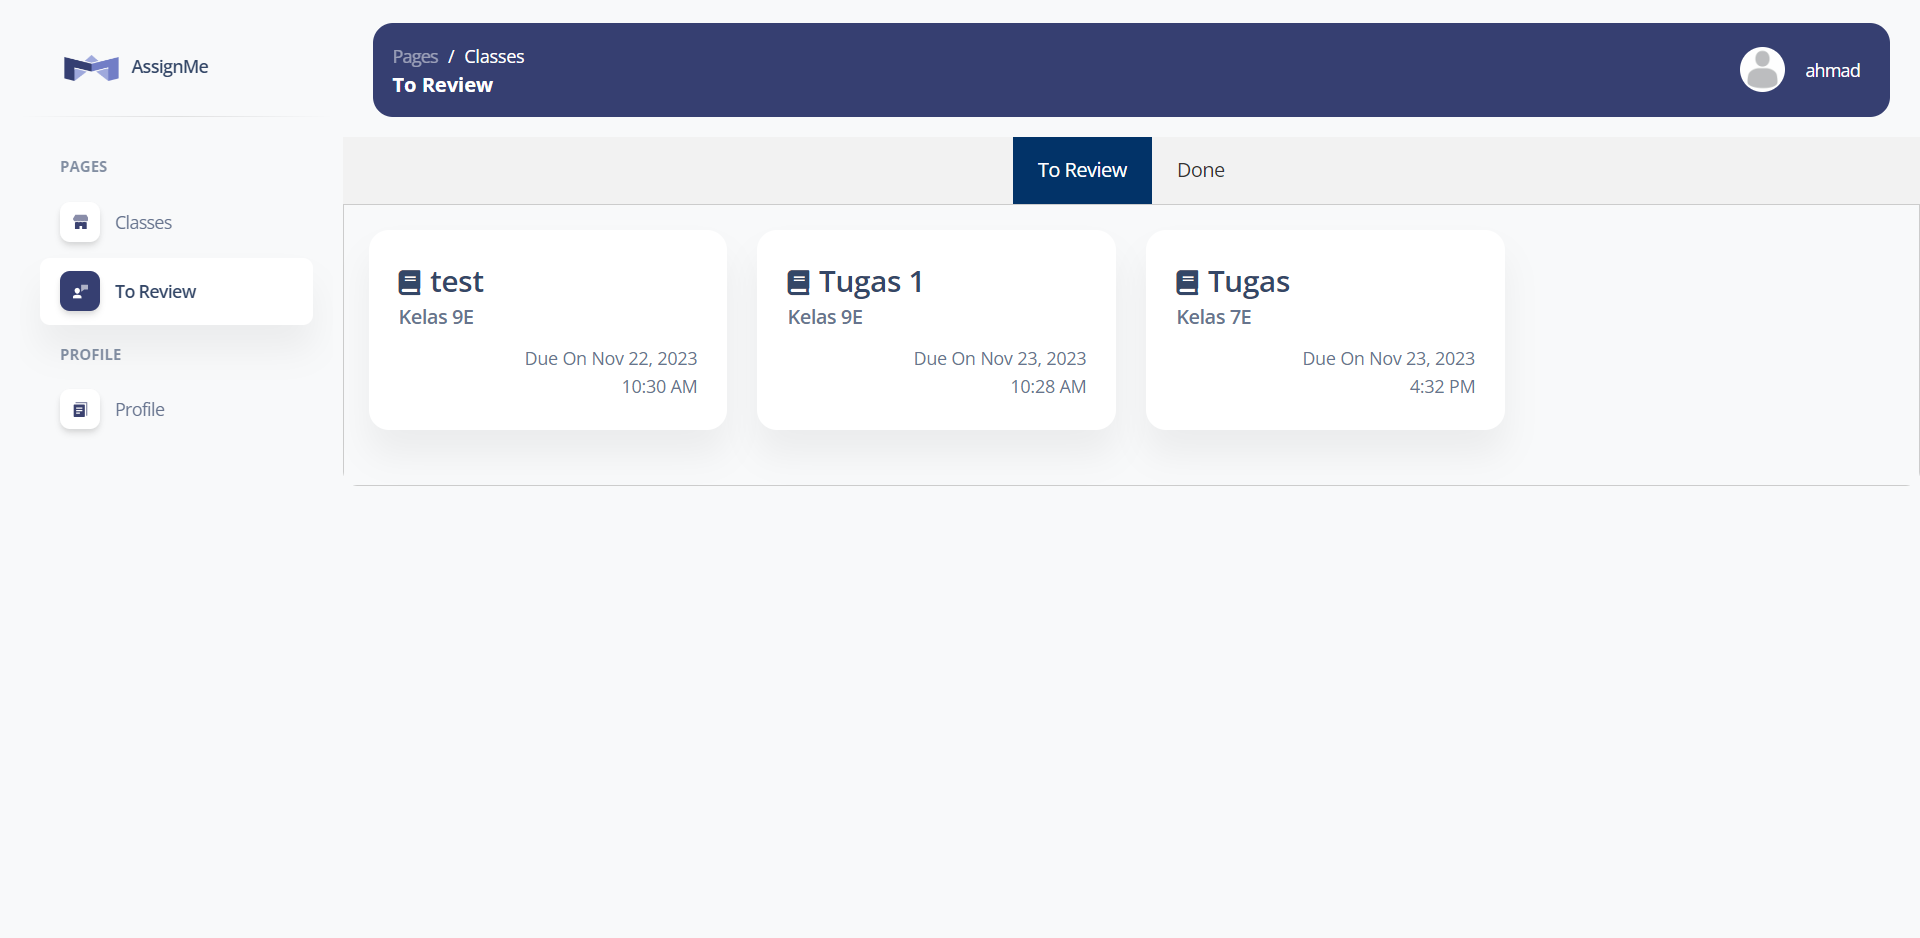 AssignMe
PAGES
Classes
To Review
PROFILE
Profile
Pages / Classes
To Review
ahmad
To Review
Done
test
Kelas 9E
Due On Nov 22, 2023
10:30 AM
Tugas 1
Kelas 9E
Due On Nov 23, 2023
10:28 AM
Tugas
Kelas 7E
Due On Nov 23, 2023
4:32 PM